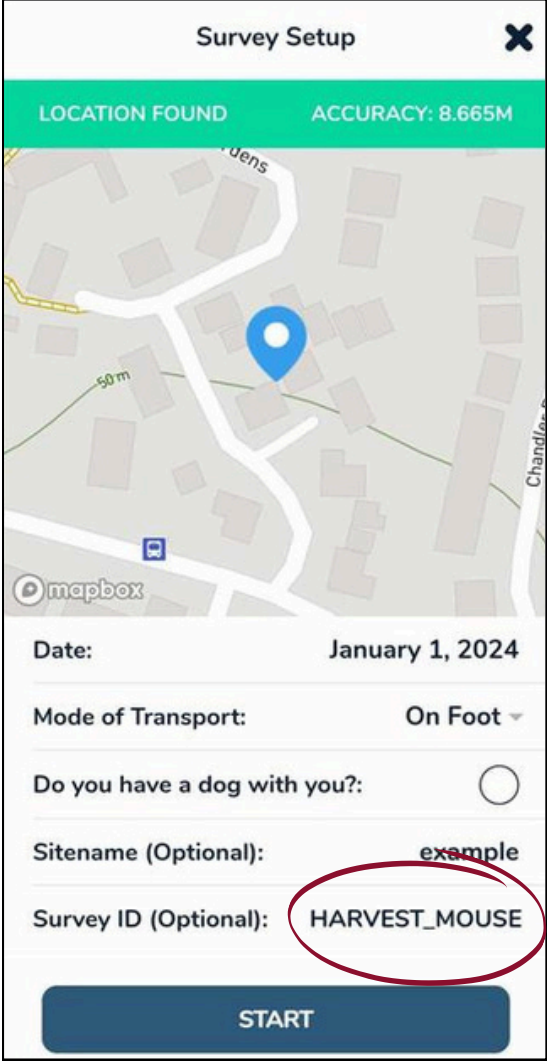 Survey Setup
LOCATION FOUND ACCURACY: 8.665M
dens
50 m
Chandler
mapbox
Date: January 1, 2024
Mode of Transport: On Foot
Do you have a dog with you?:
Sitename (Optional): example
Survey ID (Optional): HARVEST_MOUSE
START